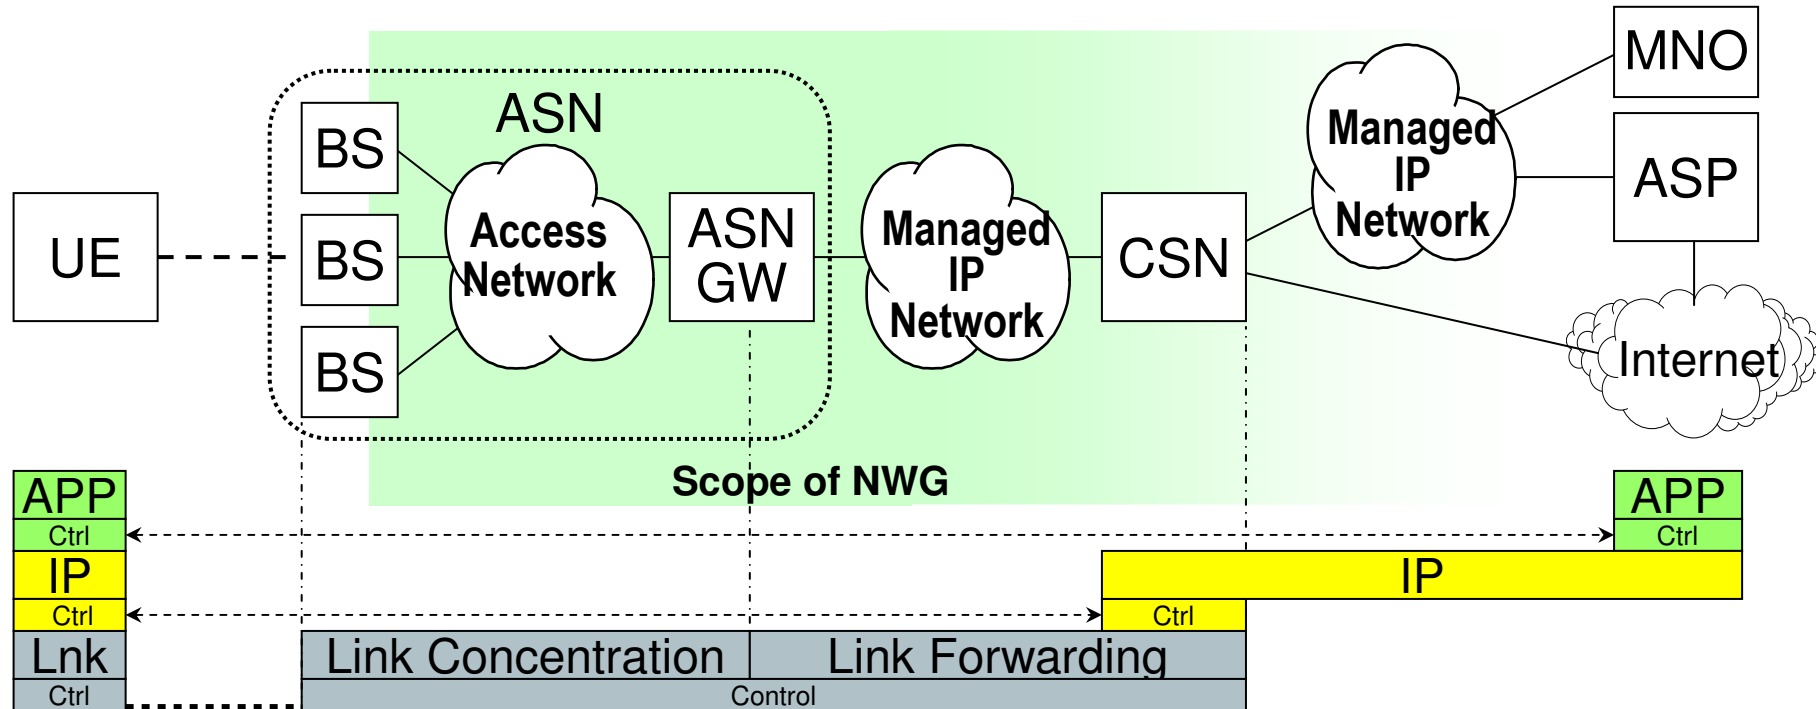 MNO
ASN
BS
Managed
IP
Network
ASP
UE
BS
Access
Network
ASN
GW
Managed
IP
Network
CSN
BS
Internet
Scope of NWG
APP
APP
Ctrl
Ctrl
IP
IP
Ctrl
Ctrl
Lnk
Link Concentration
Link Forwarding
Ctrl
Control